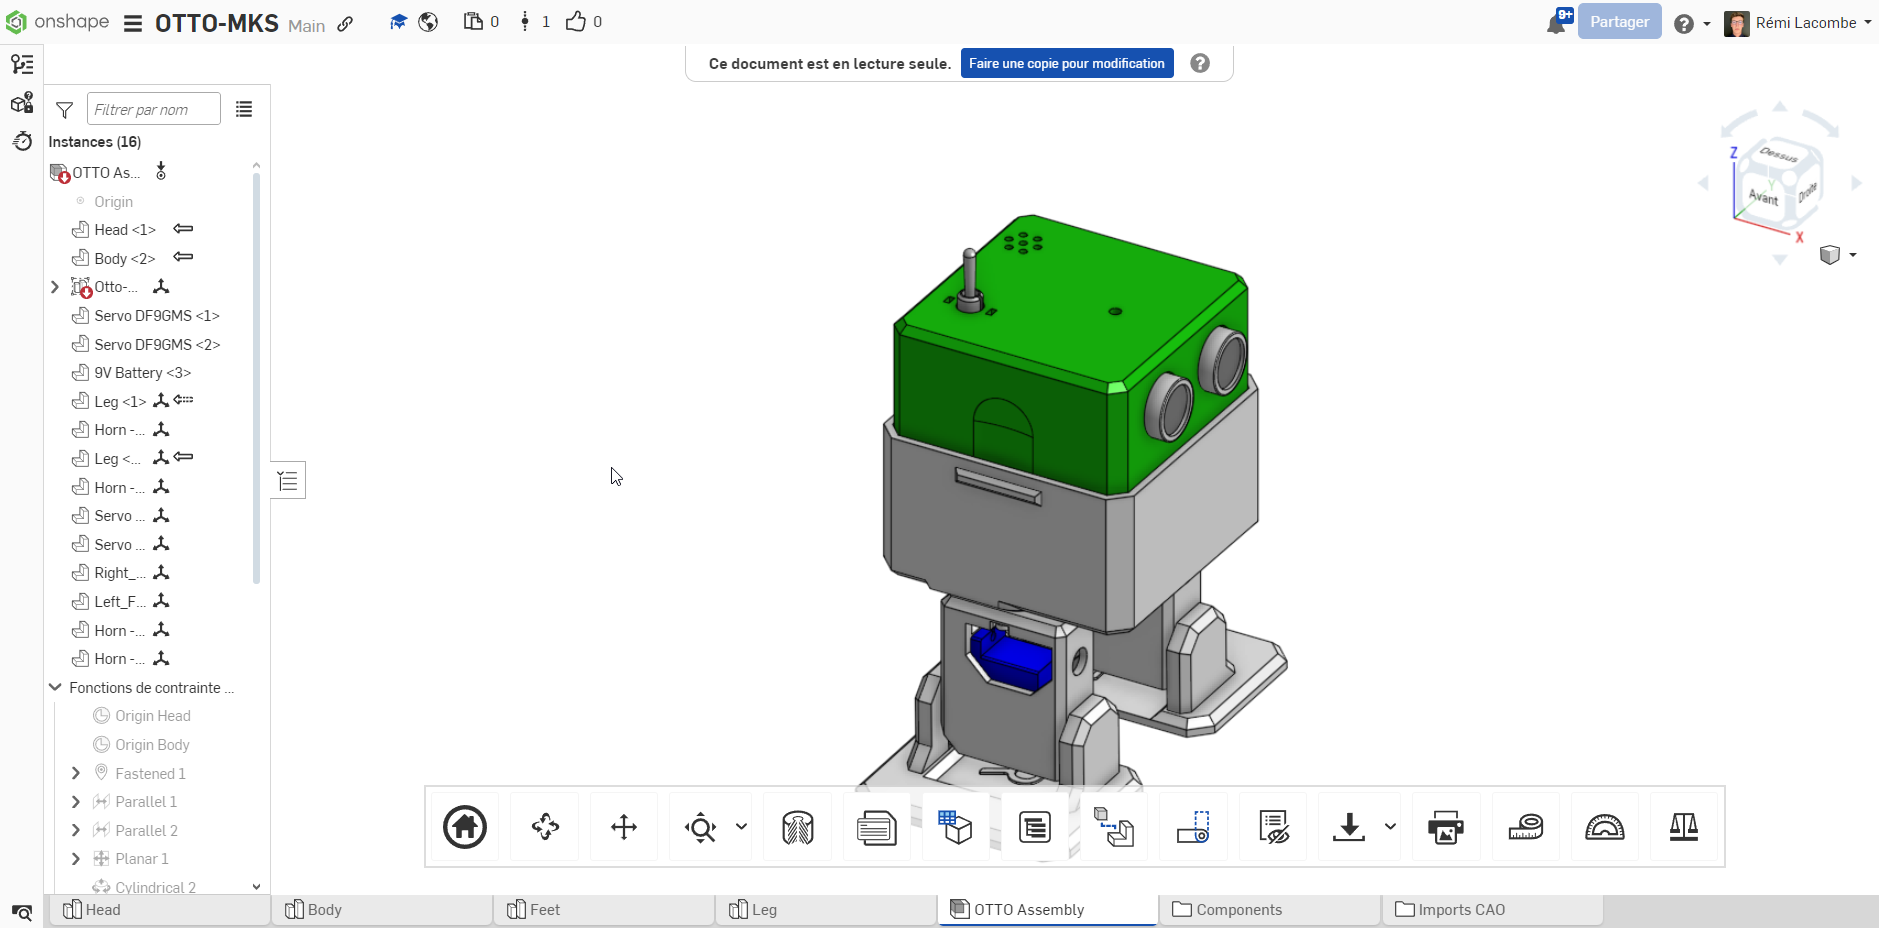 onshape OTTO-MKS Main 0 1 0 9+ Partager Rémi Lacombe
Ce document est en lecture seule. Faire une copie pour modification
Filtrer par nom
Instances (16)
OTTO As...
Origin
Head <1>
Body <2>
Otto-...
Servo DF9GMS <1>
Servo DF9GMS <2>
9V Battery <3>
Leg <1>
Horn -...
Leg <...
Horn -...
Servo ...
Servo ...
Right_...
Left_F...
Horn -...
Horn -...
Fonctions de contrainte ...
Origin Head
Origin Body
Fastened 1
Parallel 1
Parallel 2
Planar 1
Cylindrical 2
Z
Dessus
Y
Avant
Droite
X
Head
Body
Feet
Leg
OTTO Assembly
Components
Imports CAO